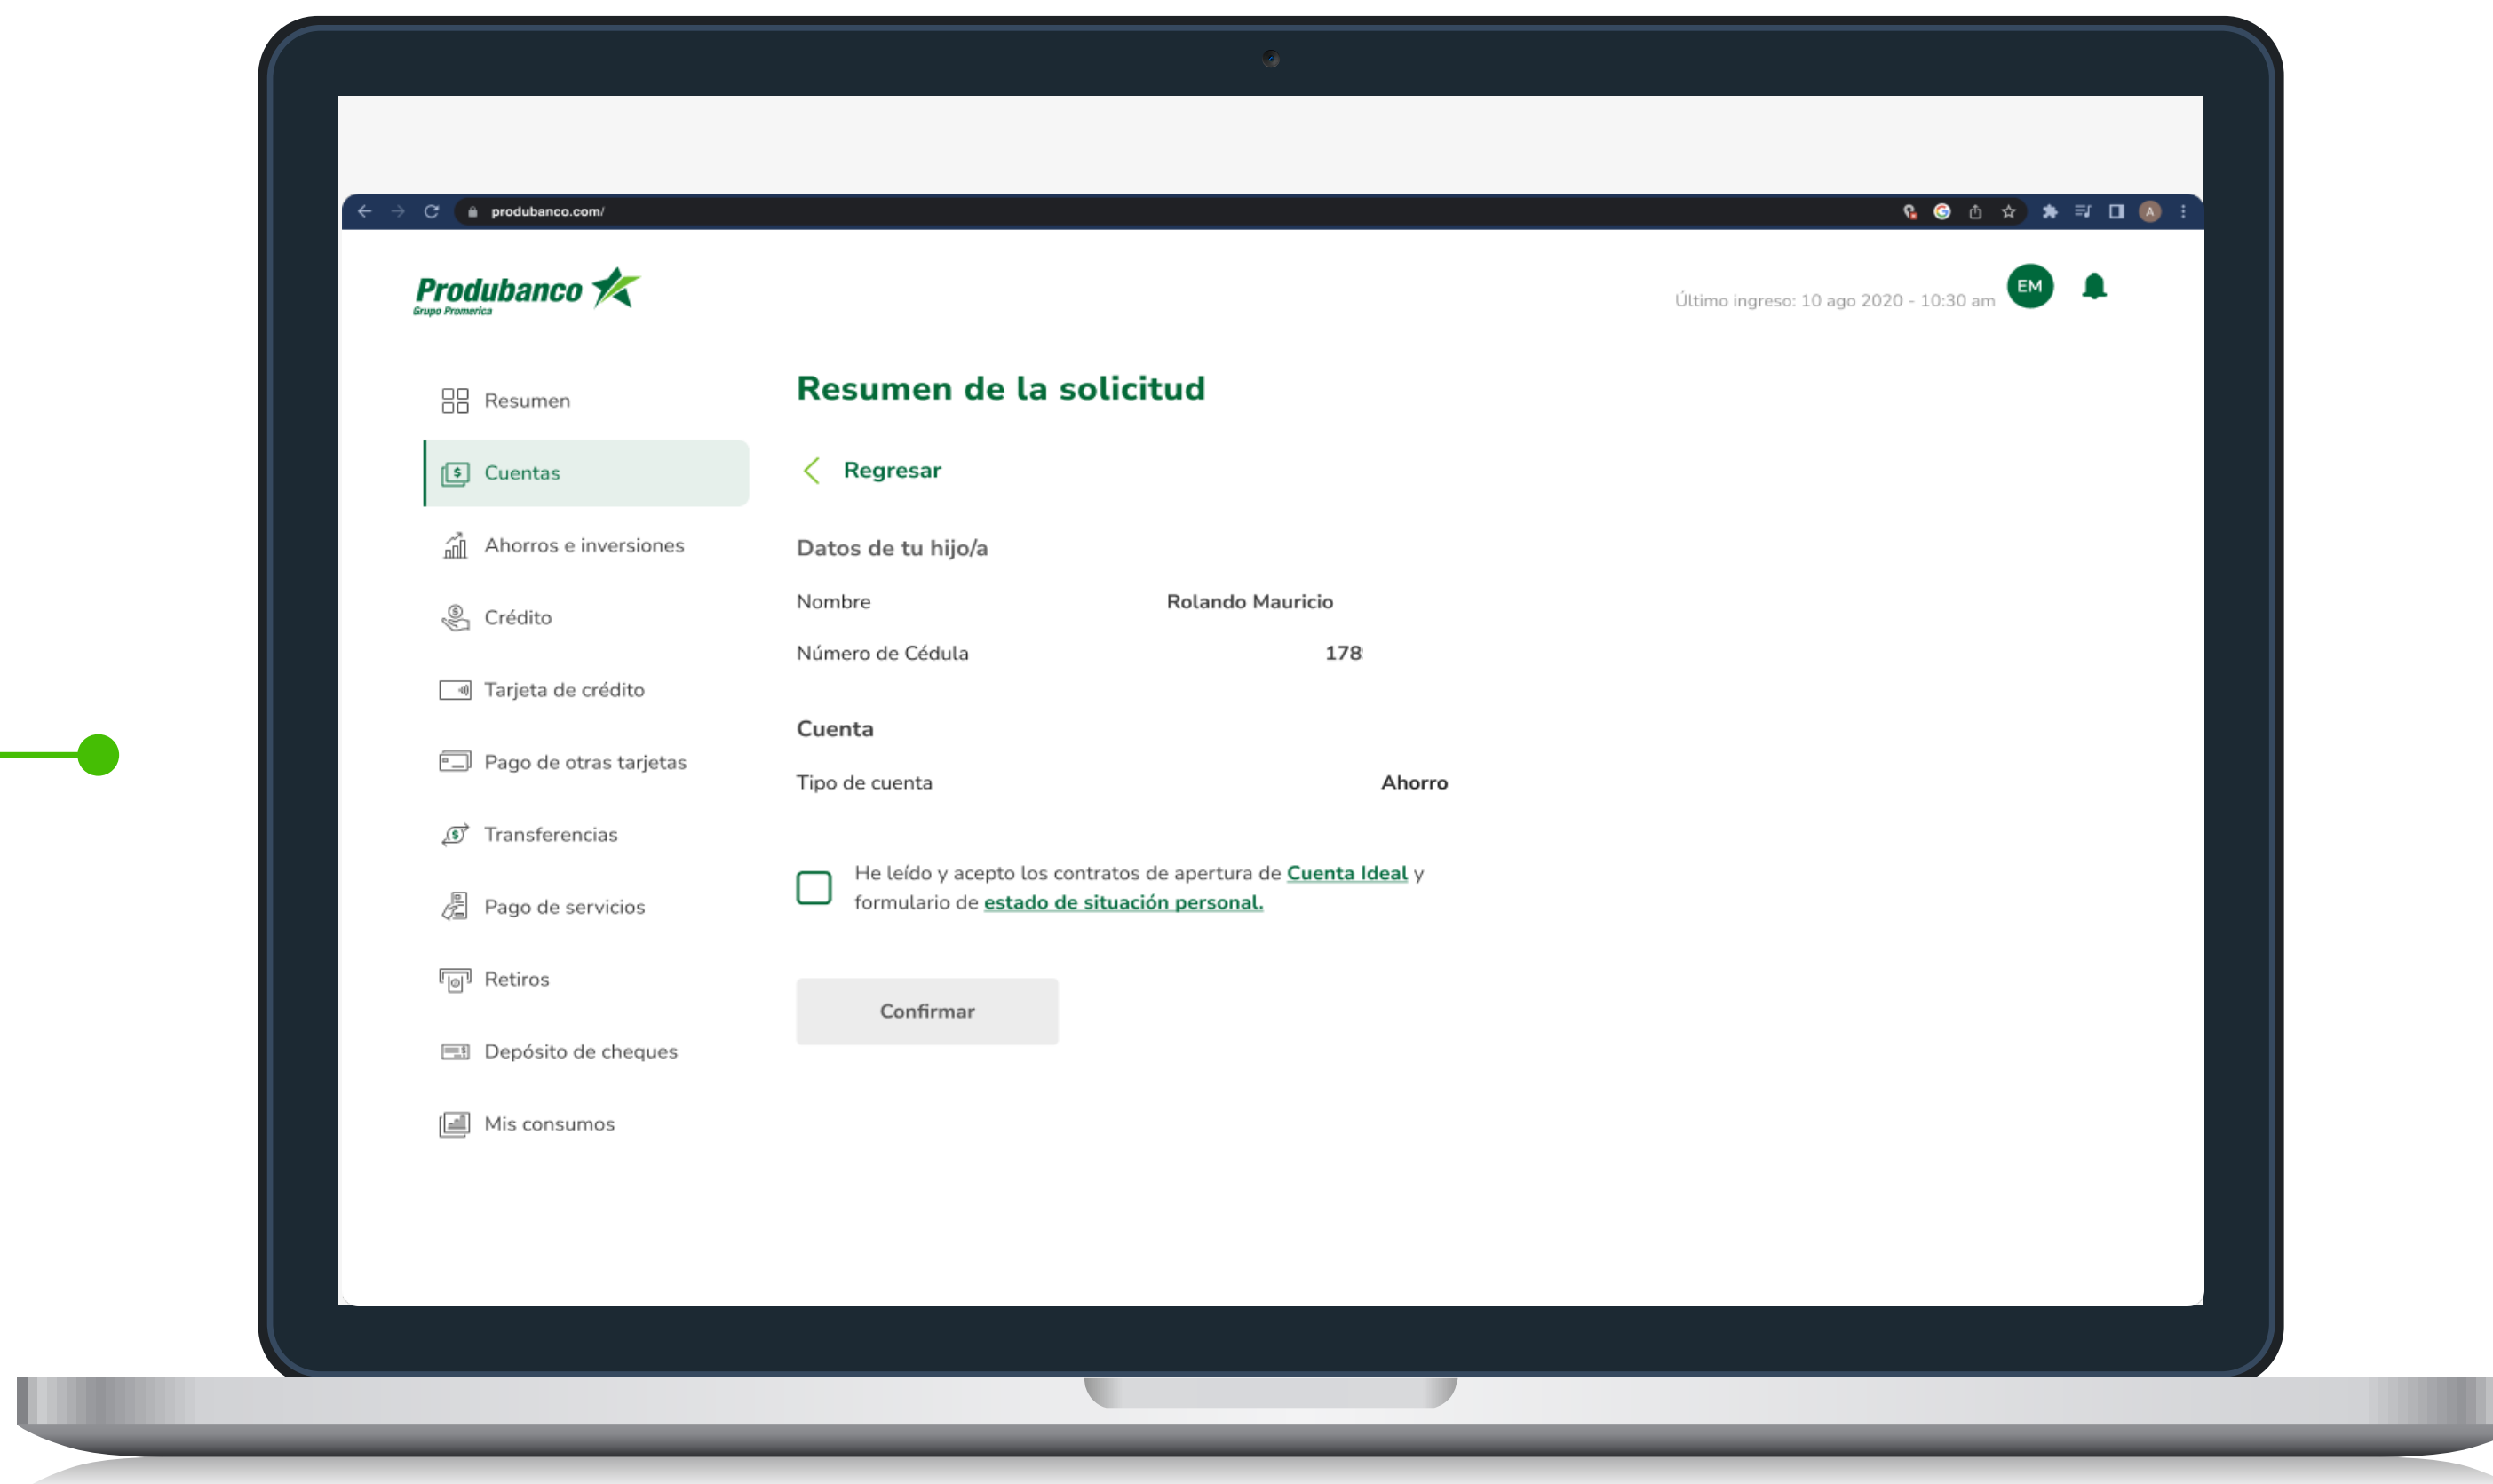 produbanco.com/
A
Produbanco
Grupo Promerica
Último ingreso: 10 ago 2020 - 10:30 am
EM
Resumen
Cuentas
Ahorros e inversiones
Crédito
Tarjeta de crédito
Pago de otras tarjetas
Transferencias
Pago de servicios
Retiros
Depósito de cheques
Mis consumos
Resumen de la solicitud
Regresar
Datos de tu hijo/a
Nombre Rolando Mauricio
Número de Cédula 178
Cuenta
Tipo de cuenta Ahorro
He leído y acepto los contratos de apertura de Cuenta Ideal y
formulario de estado de situación personal.
Confirmar